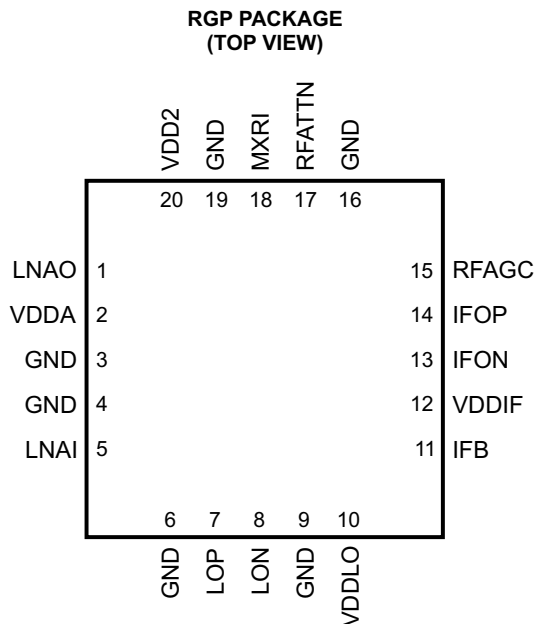 RGP PACKAGE
(TOP VIEW)
VDD2
GND
MXRI
RFATTN
GND
20 19 18 17 16
LNAO 1 15 RFAGC
VDDA 2 14 IFOP
GND 3 13 IFON
GND 4 12 VDDIF
LNAI 5 11 IFB
6 7 8 9 10
GND
LOP
LON
GND
VDDLO